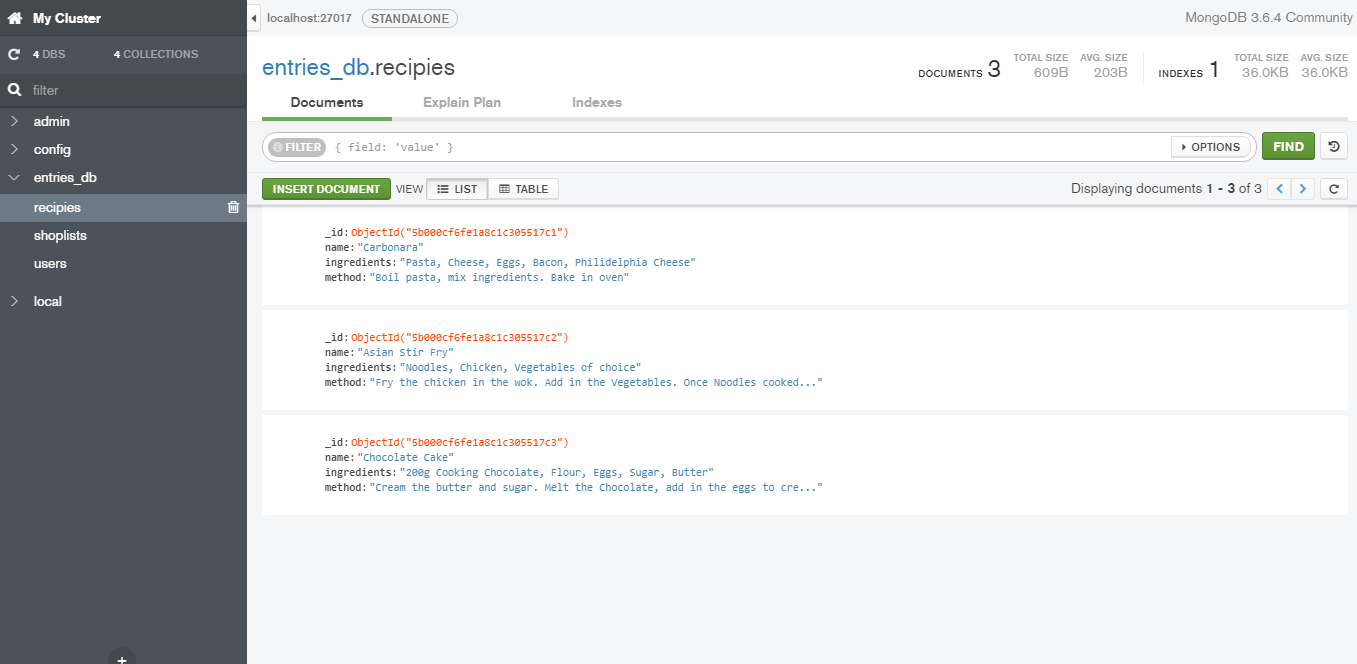 My Cluster
4 DBS 4 COLLECTIONS
filter
admin
config
entries_db
recipies
shoplists
users
local
localhost:27017 STANDALONE MongoDB 3.6.4 Community
entries_db.recipies
DOCUMENTS 3 TOTAL SIZE 609B AVG. SIZE 203B INDEXES 1 TOTAL SIZE 36.0KB AVG. SIZE 36.0KB
Documents Explain Plan Indexes
FILTER { field: 'value' } OPTIONS FIND
INSERT DOCUMENT VIEW LIST TABLE Displaying documents 1 - 3 of 3
_id: ObjectId("5b000cf6fe1a8c1c305517c1")
name: "Carbonara"
ingredients: "Pasta, Cheese, Eggs, Bacon, Philidelphia Cheese"
method: "Boil pasta, mix ingredients. Bake in oven"
_id: ObjectId("5b000cf6fe1a8c1c305517c2")
name: "Asian Stir Fry"
ingredients: "Noodles, Chicken, Vegetables of choice"
method: "Fry the chicken in the wok. Add in the Vegetables. Once Noodles cooked..."
_id: ObjectId("5b000cf6fe1a8c1c305517c3")
name: "Chocolate Cake"
ingredients: "200g Cooking Chocolate, Flour, Eggs, Sugar, Butter"
method: "Cream the butter and sugar. Melt the Chocolate, add in the eggs to cre..."